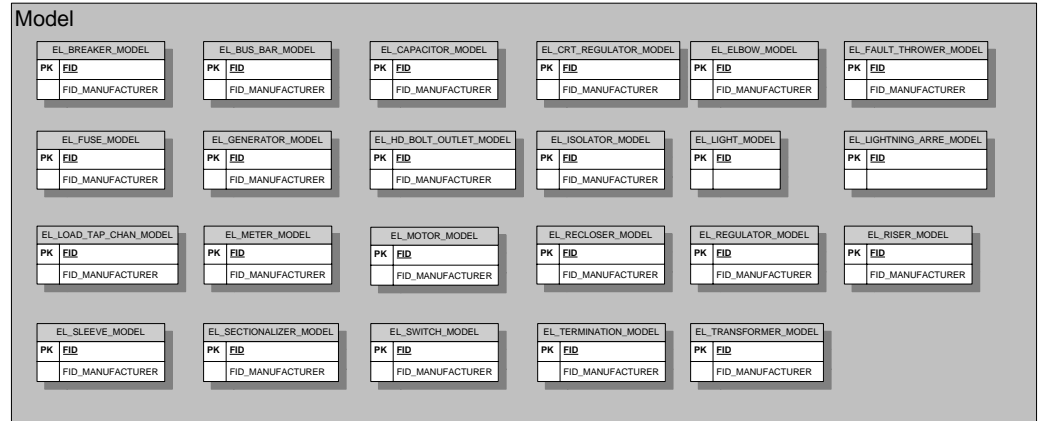 Model
EL_BREAKER_MODEL
PK FID
FID_MANUFACTURER
EL_BUS_BAR_MODEL
PK FID
FID_MANUFACTURER
EL_CAPACITOR_MODEL
PK FID
FID_MANUFACTURER
EL_CRT_REGULATOR_MODEL
PK FID
FID_MANUFACTURER
EL_ELBOW_MODEL
PK FID
FID_MANUFACTURER
EL_FAULT_THROWER_MODEL
PK FID
FID_MANUFACTURER
EL_FUSE_MODEL
PK FID
FID_MANUFACTURER
EL_GENERATOR_MODEL
PK FID
FID_MANUFACTURER
EL_HD_BOLT_OUTLET_MODEL
PK FID
FID_MANUFACTURER
EL_ISOLATOR_MODEL
PK FID
FID_MANUFACTURER
EL_LIGHT_MODEL
PK FID
EL_LIGHTNING_ARRE_MODEL
PK FID
EL_LOAD_TAP_CHAN_MODEL
PK FID
FID_MANUFACTURER
EL_METER_MODEL
PK FID
FID_MANUFACTURER
EL_MOTOR_MODEL
PK FID
FID_MANUFACTURER
EL_RECLOSER_MODEL
PK FID
FID_MANUFACTURER
EL_REGULATOR_MODEL
PK FID
FID_MANUFACTURER
EL_RISER_MODEL
PK FID
FID_MANUFACTURER
EL_SLEEVE_MODEL
PK FID
FID_MANUFACTURER
EL_SECTIONALIZER_MODEL
PK FID
FID_MANUFACTURER
EL_SWITCH_MODEL
PK FID
FID_MANUFACTURER
EL_TERMINATION_MODEL
PK FID
FID_MANUFACTURER
EL_TRANSFORMER_MODEL
PK FID
FID_MANUFACTURER